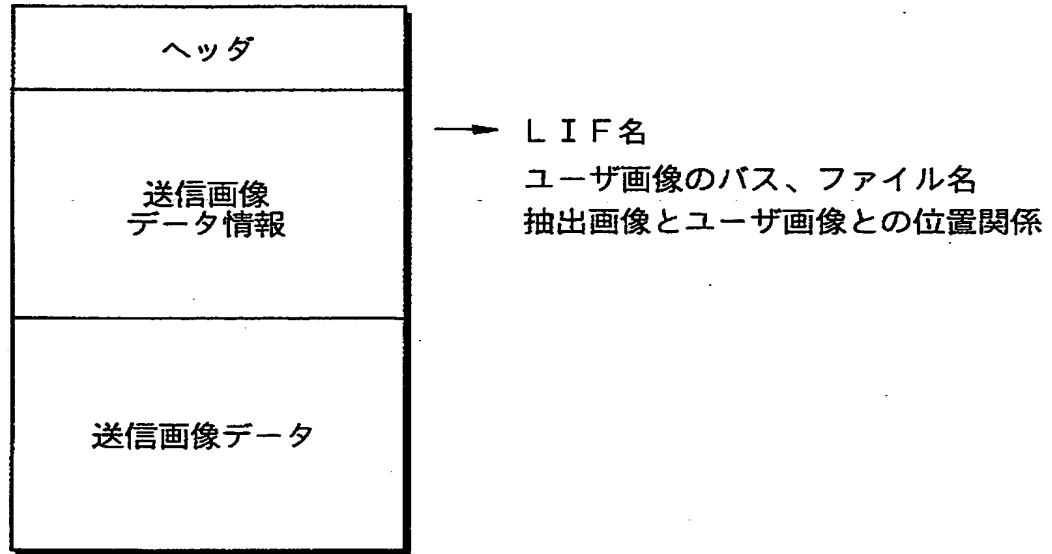 ヘッダ
送信画像
データ情報
送信画像データ
→ LIF名
ユーザ画像のバス、ファイル名
抽出画像とユーザ画像との位置関係